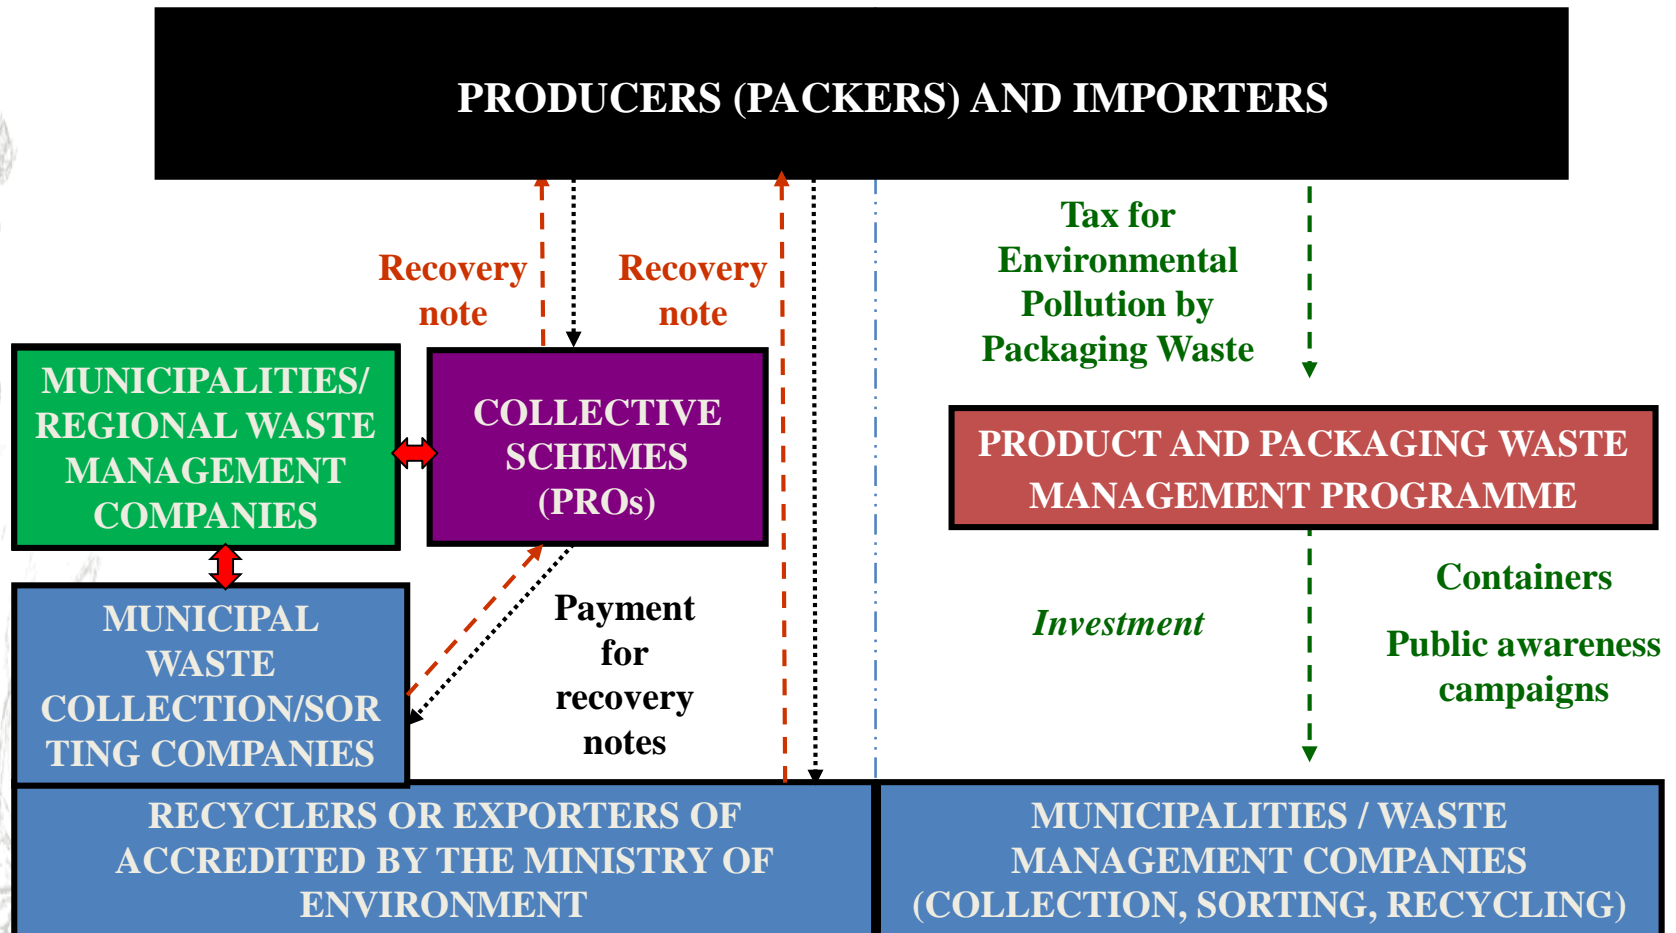 PRODUCERS (PACKERS) AND IMPORTERS
Recovery
note
Recovery
note
Tax for
Environmental
Pollution by
Packaging Waste
MUNICIPALITIES/
REGIONAL WASTE
MANAGEMENT
COMPANIES
COLLECTIVE
SCHEMES
(PROs)
PRODUCT AND PACKAGING WASTE
MANAGEMENT PROGRAMME
MUNICIPAL
WASTE
COLLECTION/SOR
TING COMPANIES
Payment
for
recovery
notes
Investment
Containers
Public awareness
campaigns
RECYCLERS OR EXPORTERS OF
ACCREDITED BY THE MINISTRY OF
ENVIRONMENT
MUNICIPALITIES / WASTE
MANAGEMENT COMPANIES
(COLLECTION, SORTING, RECYCLING)